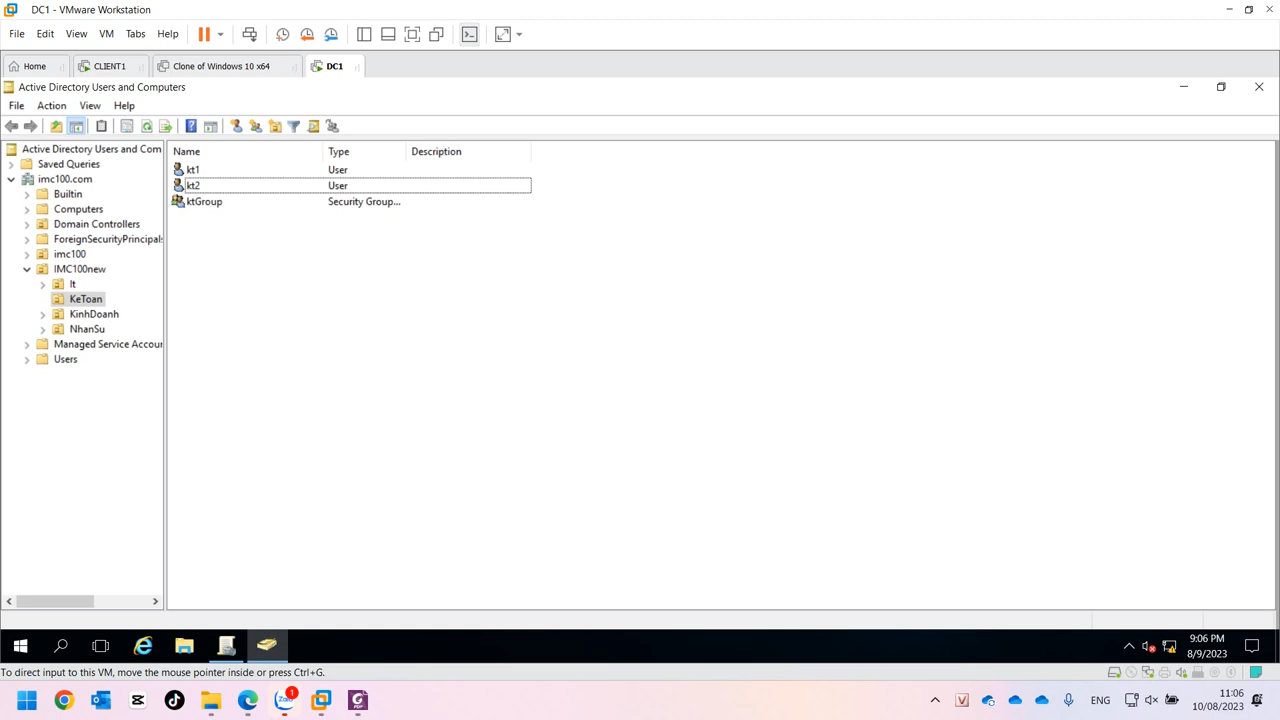 DC1 - VMware Workstation
File Edit View VM Tabs Help
Home CLIENT1 Clone of Windows 10 x64 DC1
Active Directory Users and Computers
File Action View Help
Active Directory Users and Com
Saved Queries
imc100.com
Builtin
Computers
Domain Controllers
ForeignSecurityPrincipals
imc100
IMC100new
It
KeToan
KinhDoanh
NhanSu
Managed Service Accour
Users
Name Type Description
kt1 User
kt2 User
ktGroup Security Group...
9:06 PM
8/9/2023
To direct input to this VM, move the mouse pointer inside or press Ctrl+G.
Zalo 1
ENG
11:06
10/08/2023